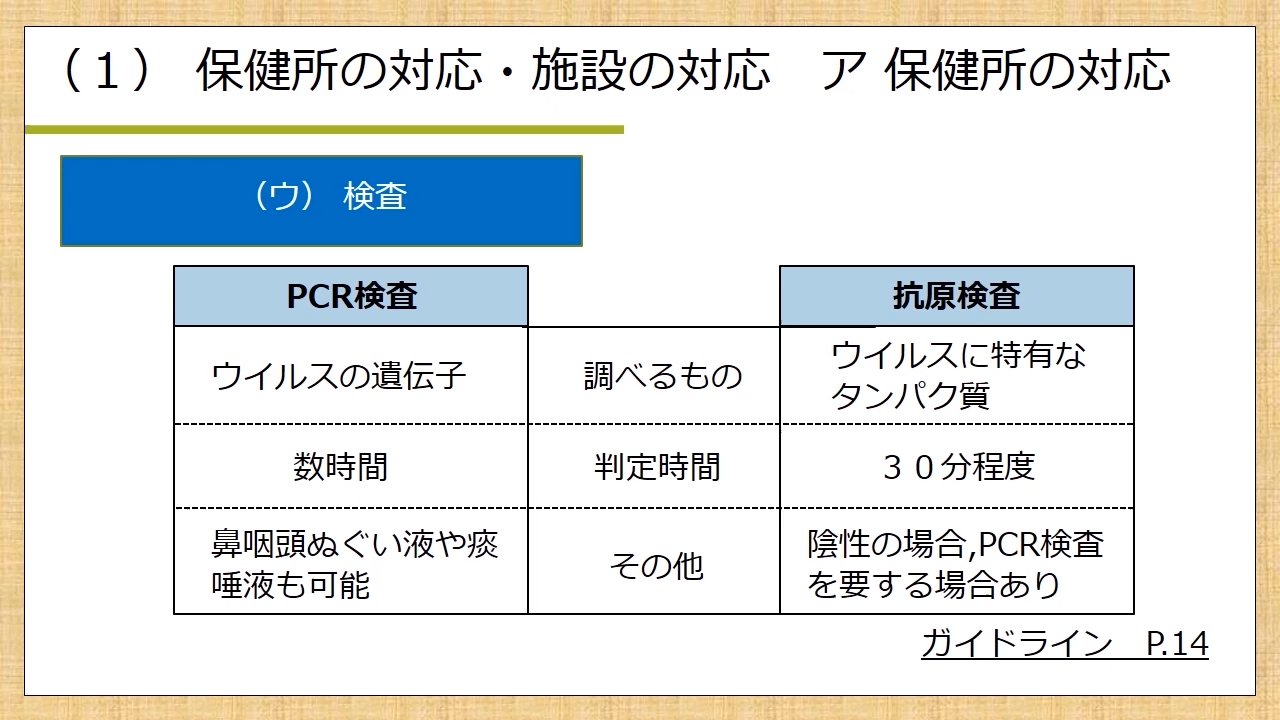 （１） 保健所の対応・施設の対応　ア 保健所の対応
（ウ） 検査
PCR検査
抗原検査
ウイルスの遺伝子
調べるもの
ウイルスに特有な
タンパク質
数時間
判定時間
３０分程度
鼻咽頭ぬぐい液や痰
唾液も可能
その他
陰性の場合,PCR検査
を要する場合あり
ガイドライン　P.14